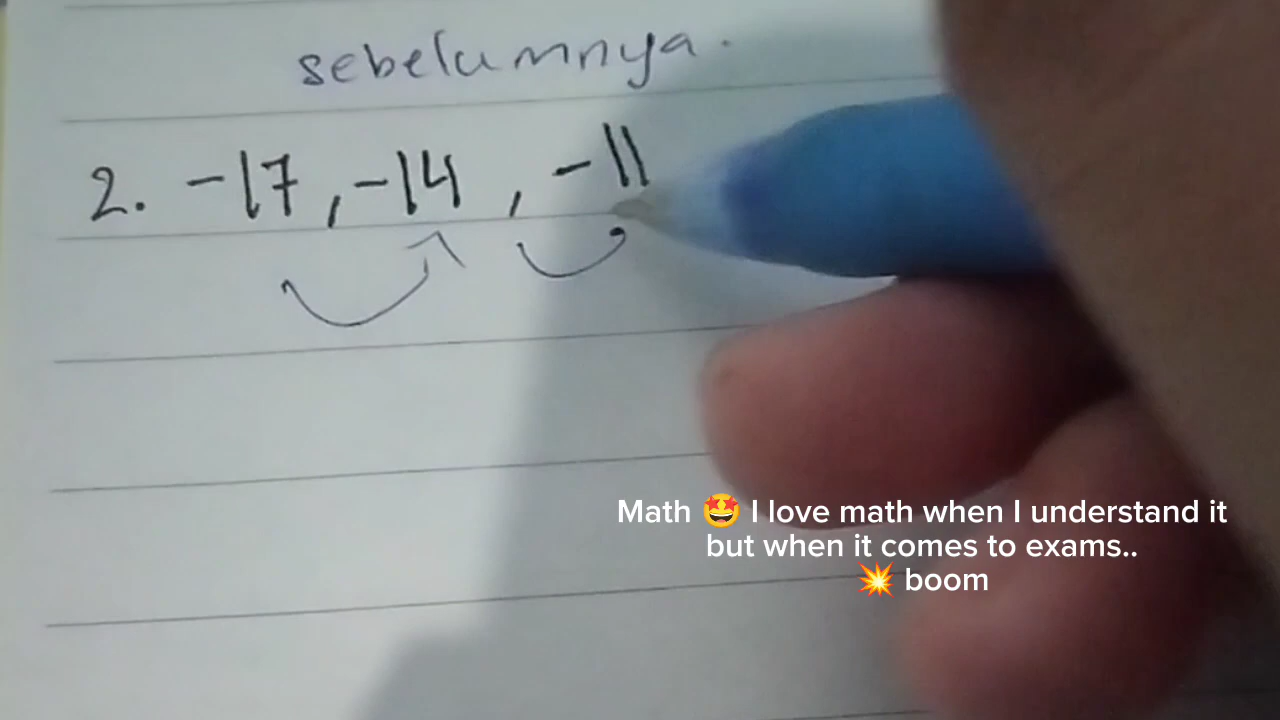 sebelumnya.
2. -17, -14, -11
Math 🤩 I love math when I understand it
but when it comes to exams..
💥 boom